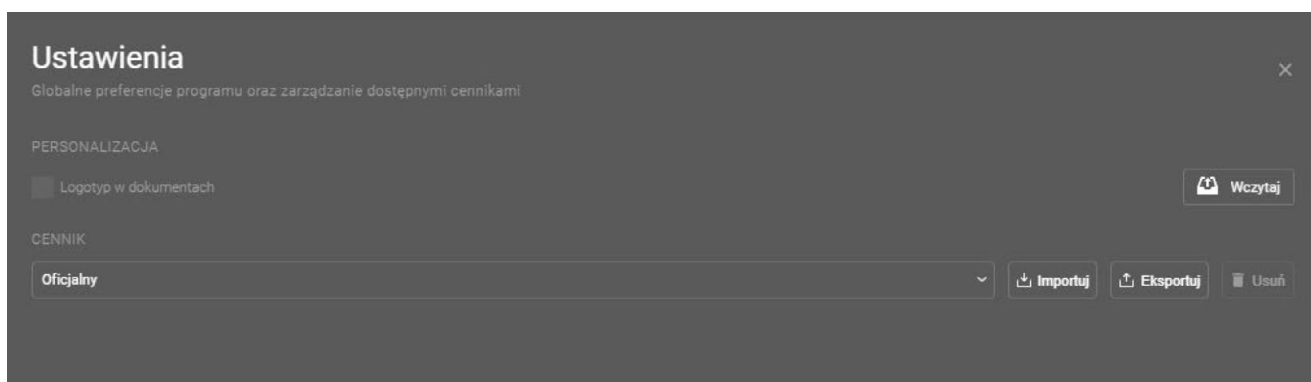 Ustawienia
Globalne preferencje programu oraz zarządzanie dostępnymi cennikami
PERSONALIZACJA
Logotyp w dokumentach
Wczytaj
CENNIK
Oficjalny
Importuj
Eksportuj
Usuń